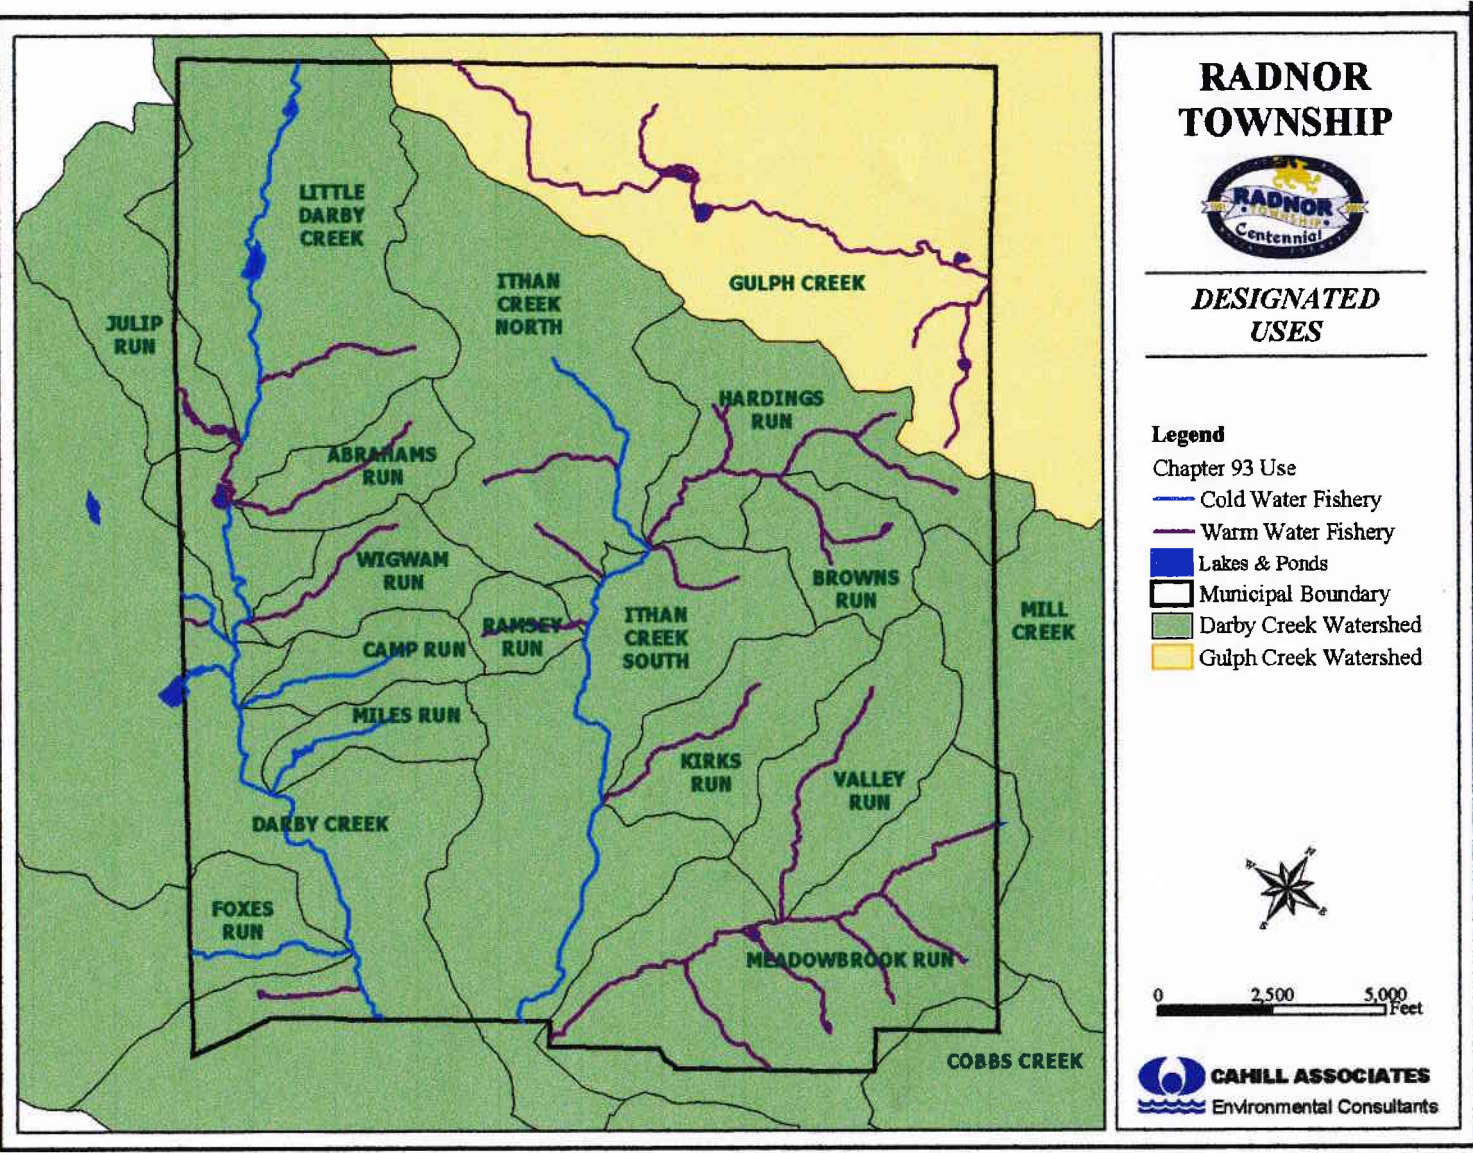 LITTLE
DARBY
CREEK
ITHAN
CREEK
NORTH
GULPH CREEK
JULIP
RUN
HARDINGS
RUN
ABRAHAMS
RUN
WIGWAM
RUN
BROWNS
RUN
RAMSEY
RUN
ITHAN
CREEK
SOUTH
MILL
CREEK
CAMP RUN
MILES RUN
KIRKS
RUN
VALLEY
RUN
DARBY CREEK
FOXES
RUN
MEADOWBROOK RUN
COBBS CREEK
RADNOR
TOWNSHIP
RADNOR
TOWNSHIP
Centennial
DESIGNATED
USES
Legend
Chapter 93 Use
Cold Water Fishery
Warm Water Fishery
Lakes & Ponds
Municipal Boundary
Darby Creek Watershed
Gulph Creek Watershed
N
W
E
S
0 2,500 5,000
Feet
CAHILL ASSOCIATES
Environmental Consultants